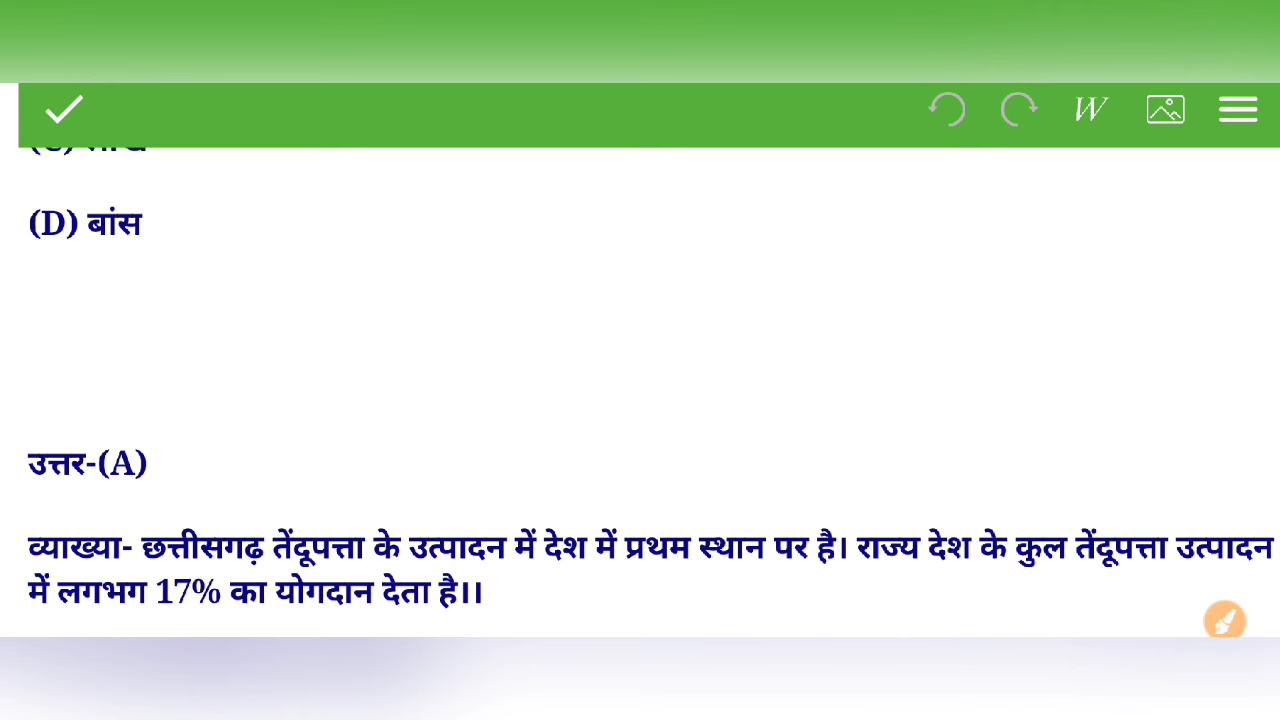 (D) बांस
उत्तर-(A)
व्याख्या- छत्तीसगढ़ तेंदूपत्ता के उत्पादन में देश में प्रथम स्थान पर है। राज्य देश के कुल तेंदूपत्ता उत्पादन
में लगभग 17% का योगदान देता है।।